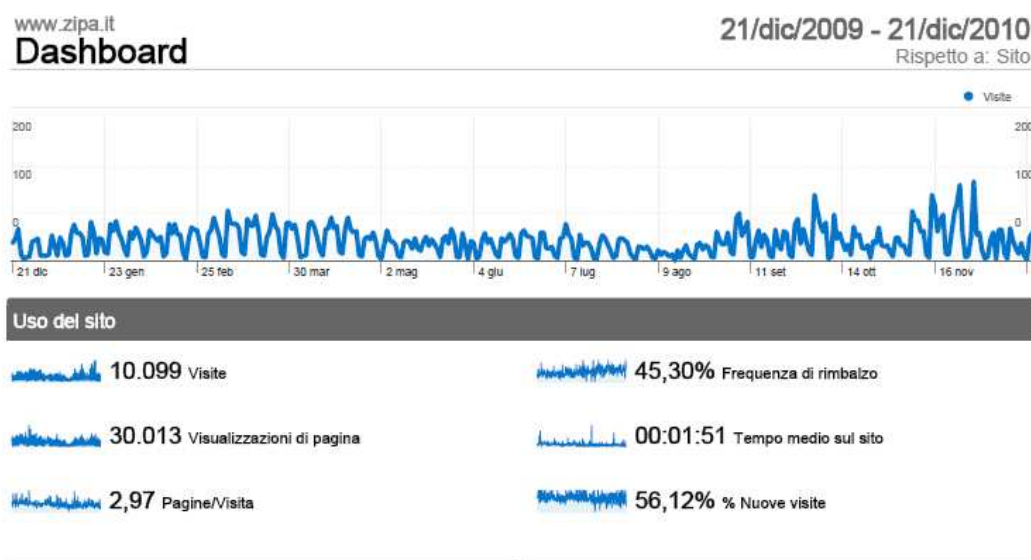 www.zipa.it
Dashboard
21/dic/2009 - 21/dic/2010
Rispetto a: Sito
Visite
200
200
100
100
0
0
21 dic
23 gen
25 feb
30 mar
2 mag
4 giu
7 lug
9 ago
11 set
14 ott
16 nov
Uso del sito
10.099 Visite
45,30% Frequenza di rimbalzo
30.013 Visualizzazioni di pagina
00:01:51 Tempo medio sul sito
2,97 Pagine/Visita
56,12% % Nuove visite